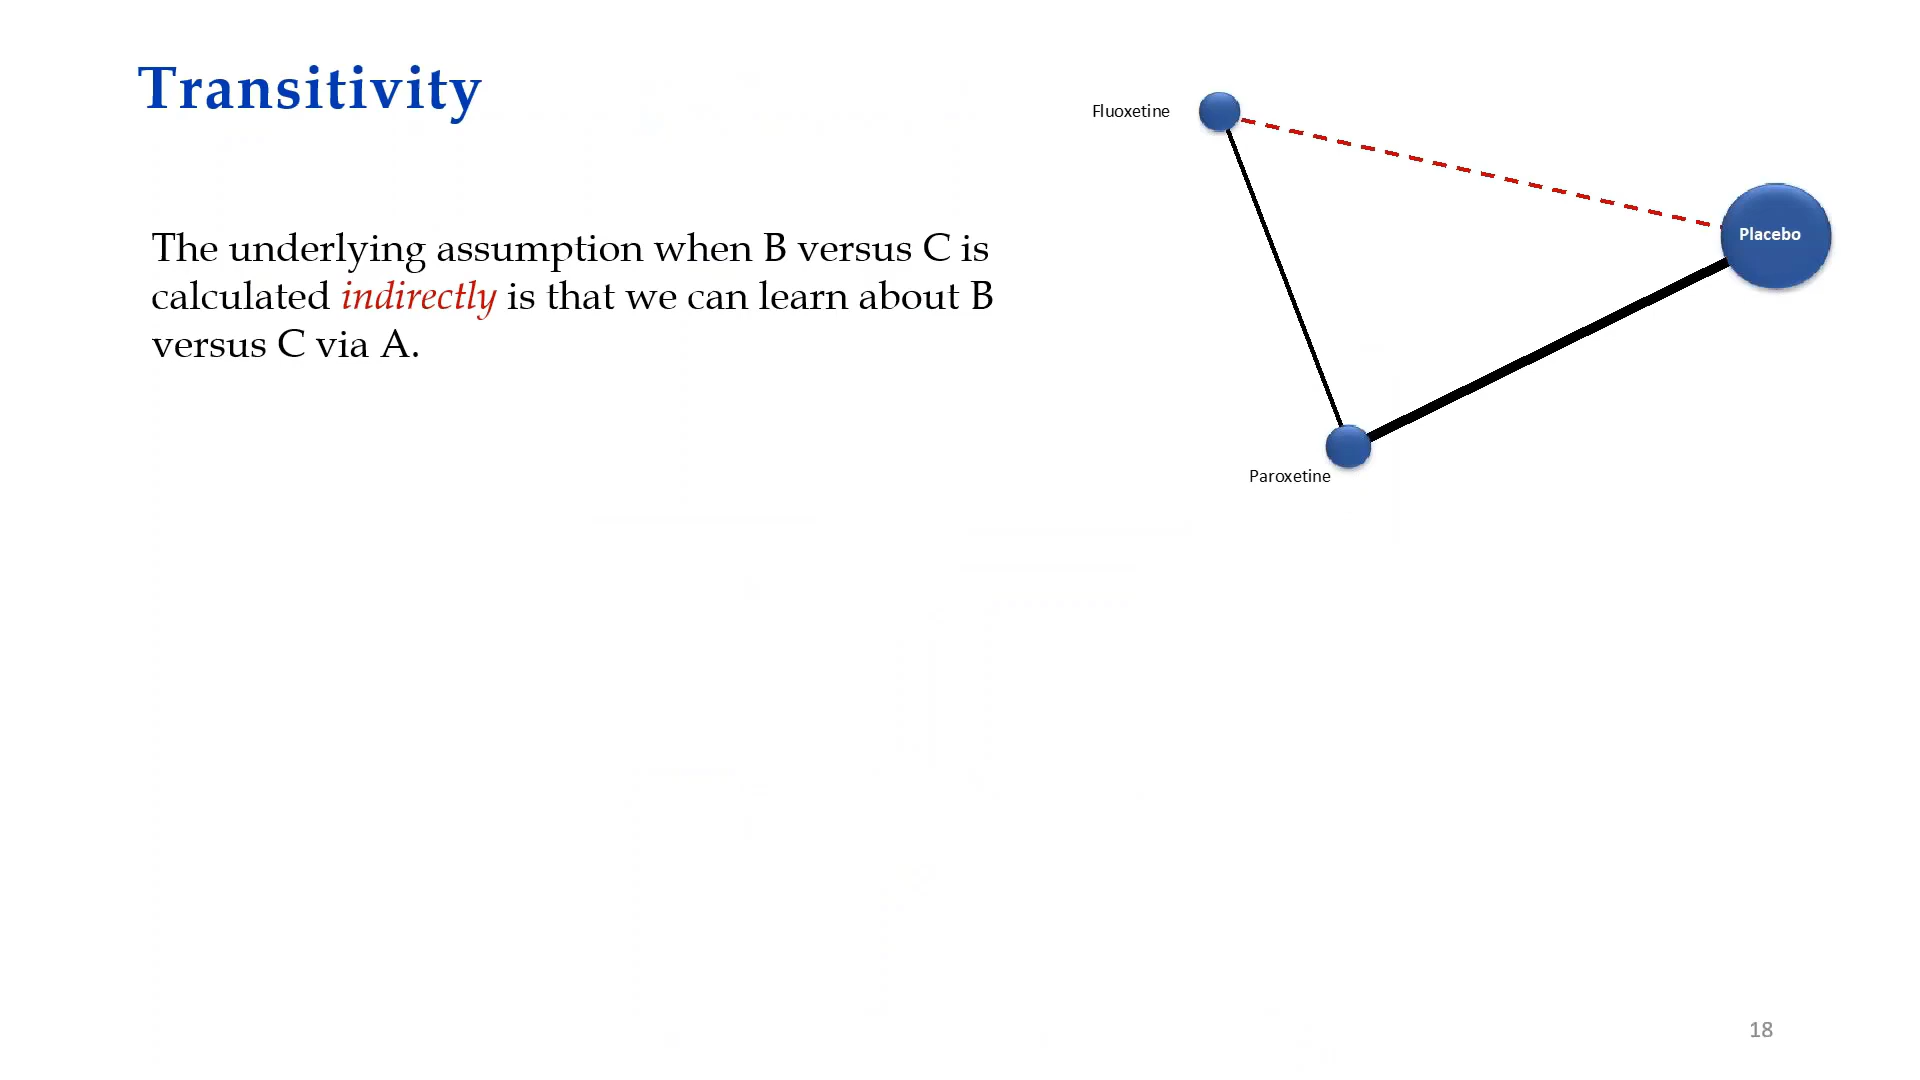 Transitivity
Fluoxetine
Placebo
The underlying assumption when B versus C is
calculated indirectly is that we can learn about B
versus C via A.
Paroxetine
18